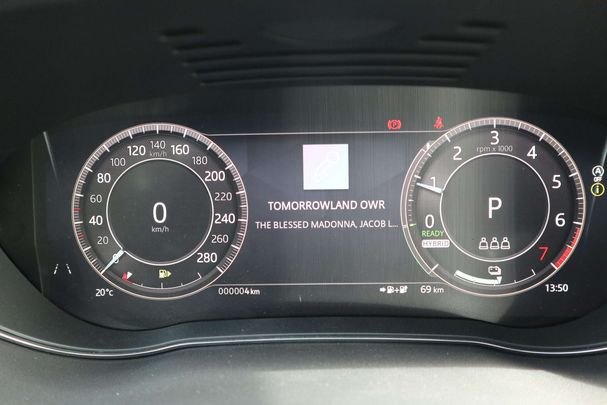 140
120 km/h 160
100 180
80 200
60 220
40 240
20 260
0 280
0
km/h
20°C
000004 km
TOMORROWLAND OWR
THE BLESSED MADONNA, JACOB L...
P
3
rpm x 1000
2 4
1 5
0 6
7
READY
HYBRID
P
A
OFF
69 km
13:50